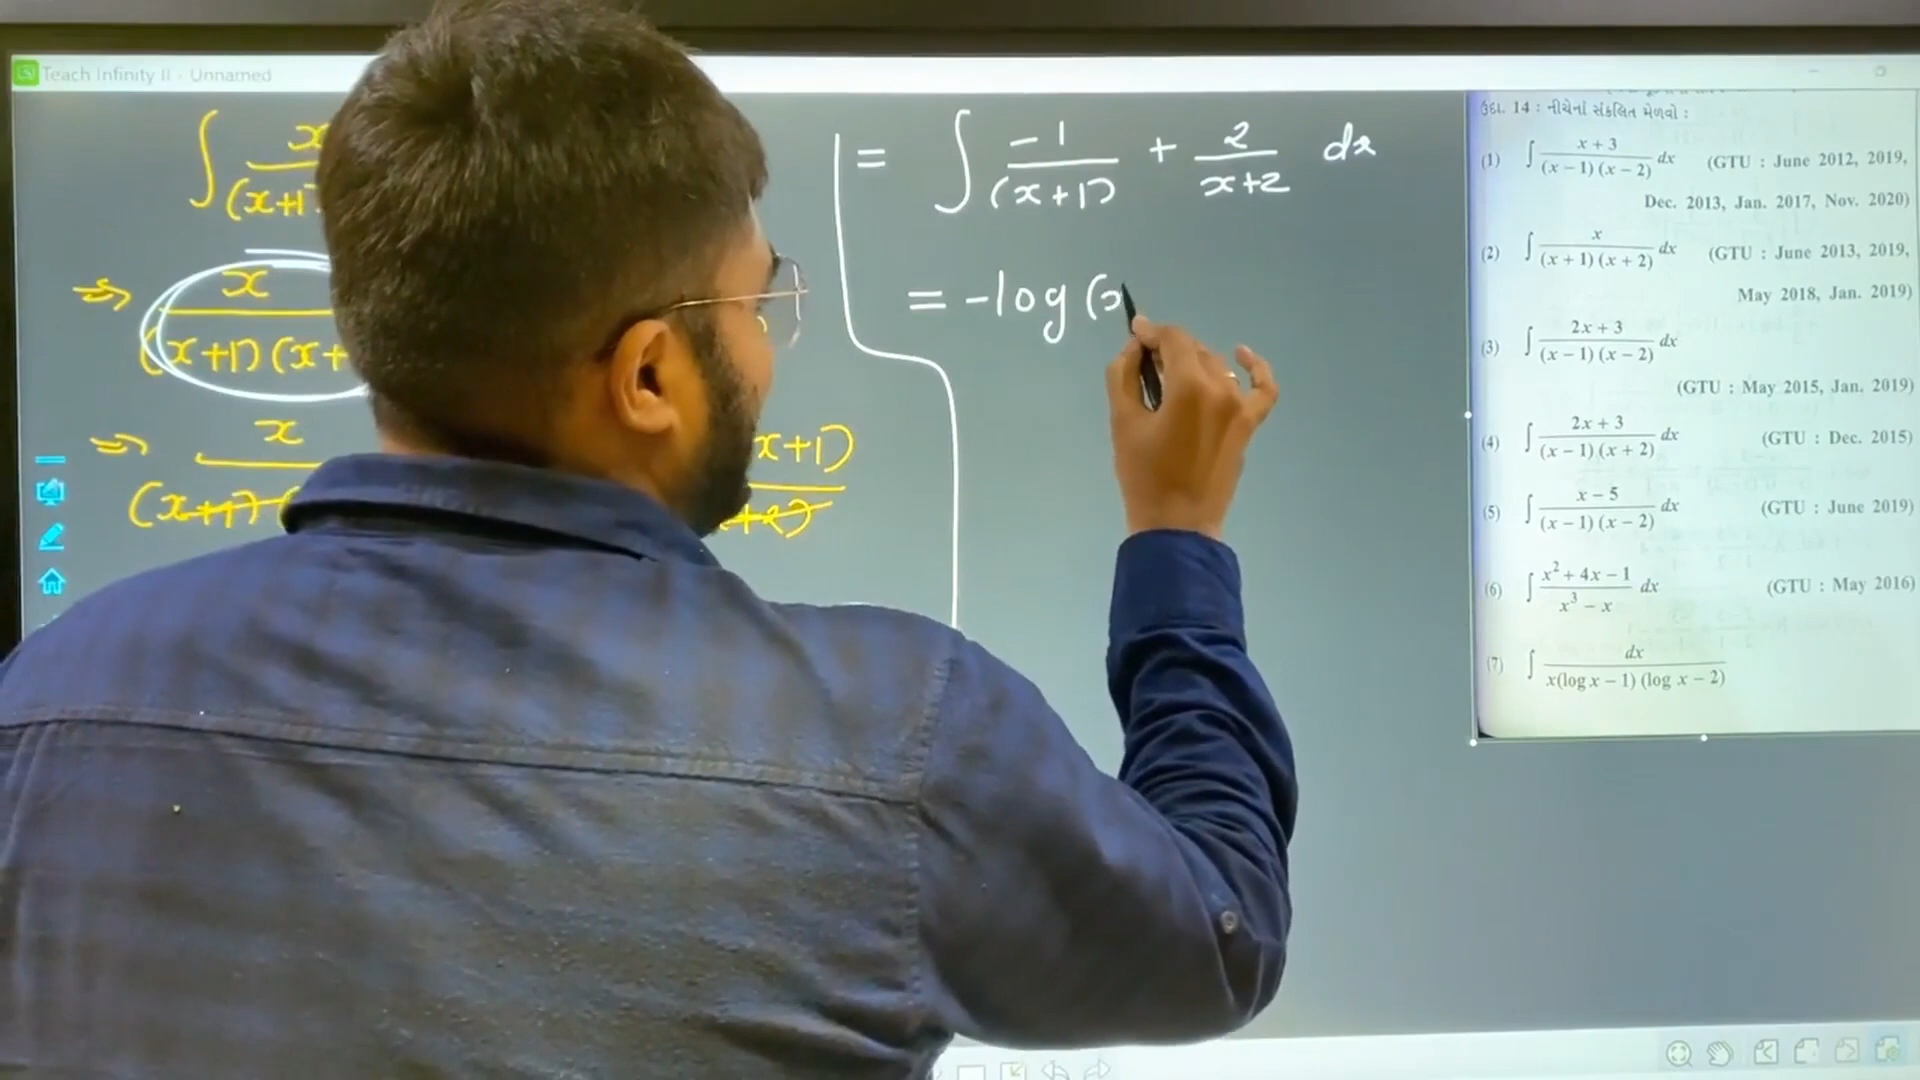 Teach Infinity II - Unnamed
∫ x
(x+1)
⇒ x
(x+1) (x+
⇒ x
(x+1) (
x+1)
+2)
= ∫ -1/(x+1) + 2/x+2 dx
= -log (x
ઉદા. 14 : નીચેનાં સંકલિત મેળવો :
(1) ∫ x + 3/(x – 1) (x – 2) dx (GTU : June 2012, 2019,
Dec. 2013, Jan. 2017, Nov. 2020)
(2) ∫ x/(x + 1) (x + 2) dx (GTU : June 2013, 2019,
May 2018, Jan. 2019)
(3) ∫ 2x + 3/(x – 1) (x – 2) dx
(GTU : May 2015, Jan. 2019)
(4) ∫ 2x + 3/(x – 1) (x + 2) dx (GTU : Dec. 2015)
(5) ∫ x – 5/(x – 1) (x – 2) dx (GTU : June 2019)
(6) ∫ x² + 4x – 1/x³ – x dx (GTU : May 2016)
(7) ∫ dx/x(log x – 1) (log x – 2)